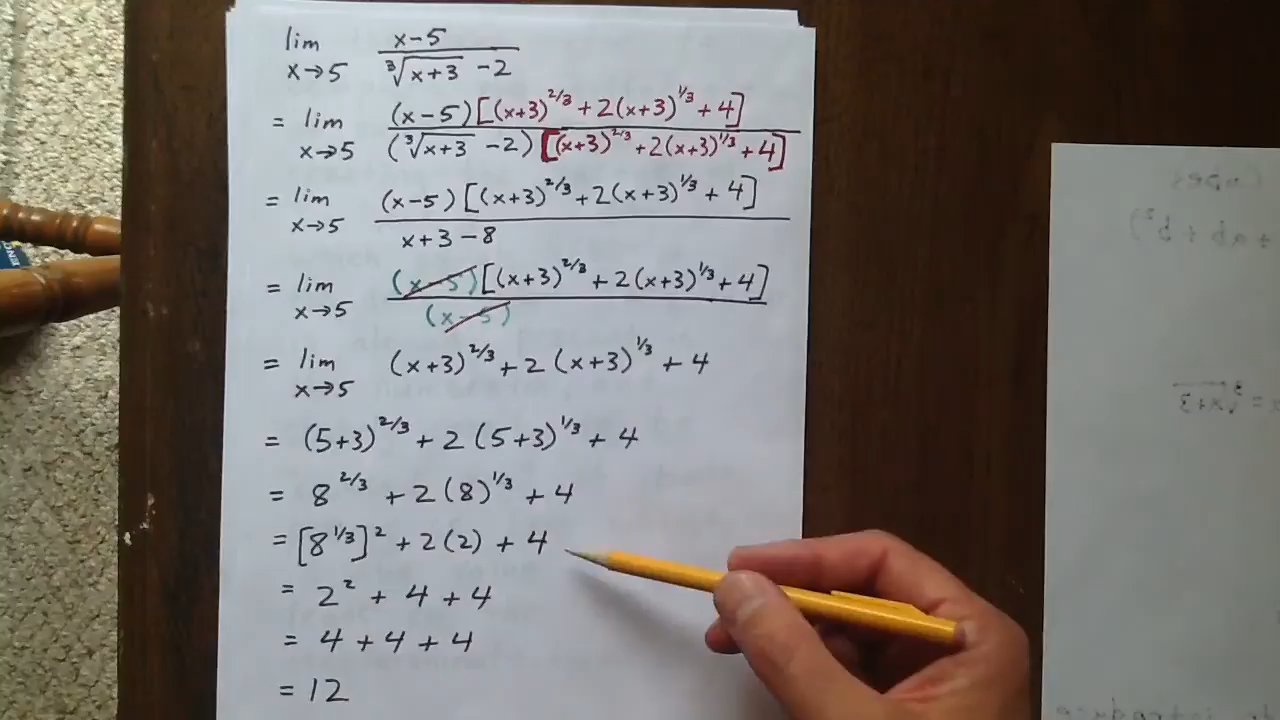 lim x→5 (x-5)/(∛(x+3) - 2)
= lim x→5 (x-5)[(x+3)^2/3 + 2(x+3)^1/3 + 4] / (∛(x+3) - 2)[(x+3)^2/3 + 2(x+3)^1/3 + 4]
= lim x→5 (x-5)[(x+3)^2/3 + 2(x+3)^1/3 + 4] / x+3-8
= lim x→5 (x-5)[(x+3)^2/3 + 2(x+3)^1/3 + 4] / (x-5)
= lim x→5 (x+3)^2/3 + 2(x+3)^1/3 + 4
= (5+3)^2/3 + 2(5+3)^1/3 + 4
= 8^2/3 + 2(8)^1/3 + 4
= [8^1/3]^2 + 2(2) + 4
= 2^2 + 4 + 4
= 4 + 4 + 4
= 12
+ ab + b²)
= ∛(x+3)